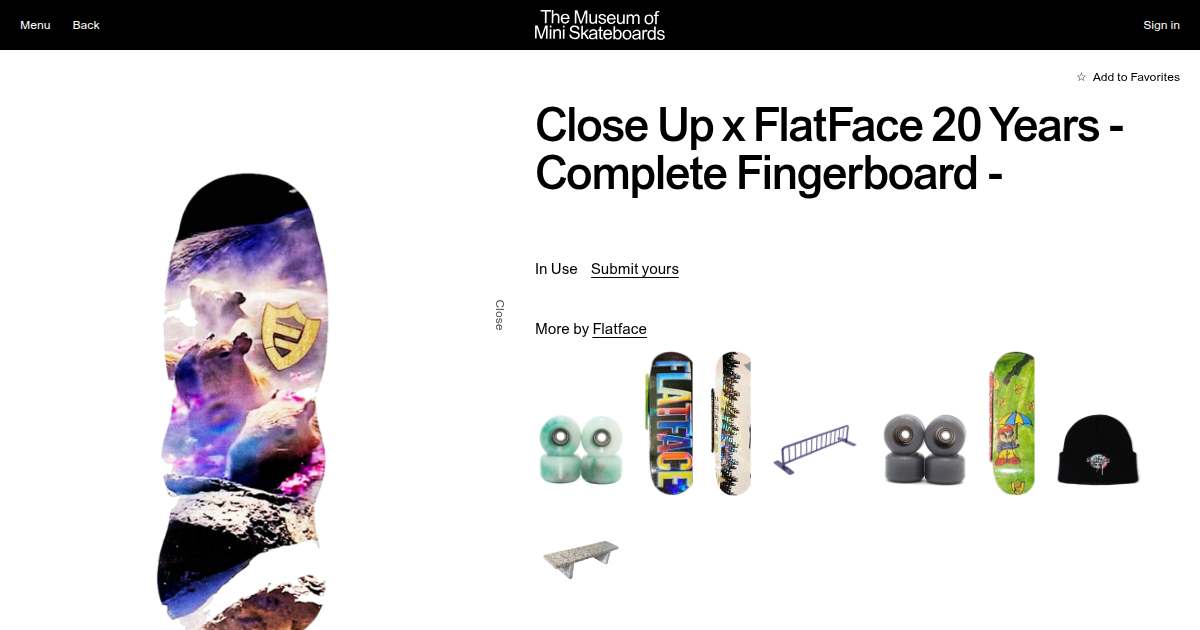 Menu
Back
The Museum of
Mini Skateboards
Sign in
☆ Add to Favorites
Close Up x FlatFace 20 Years -
Complete Fingerboard -
In Use
Submit yours
Close
More by Flatface
FLATFACE